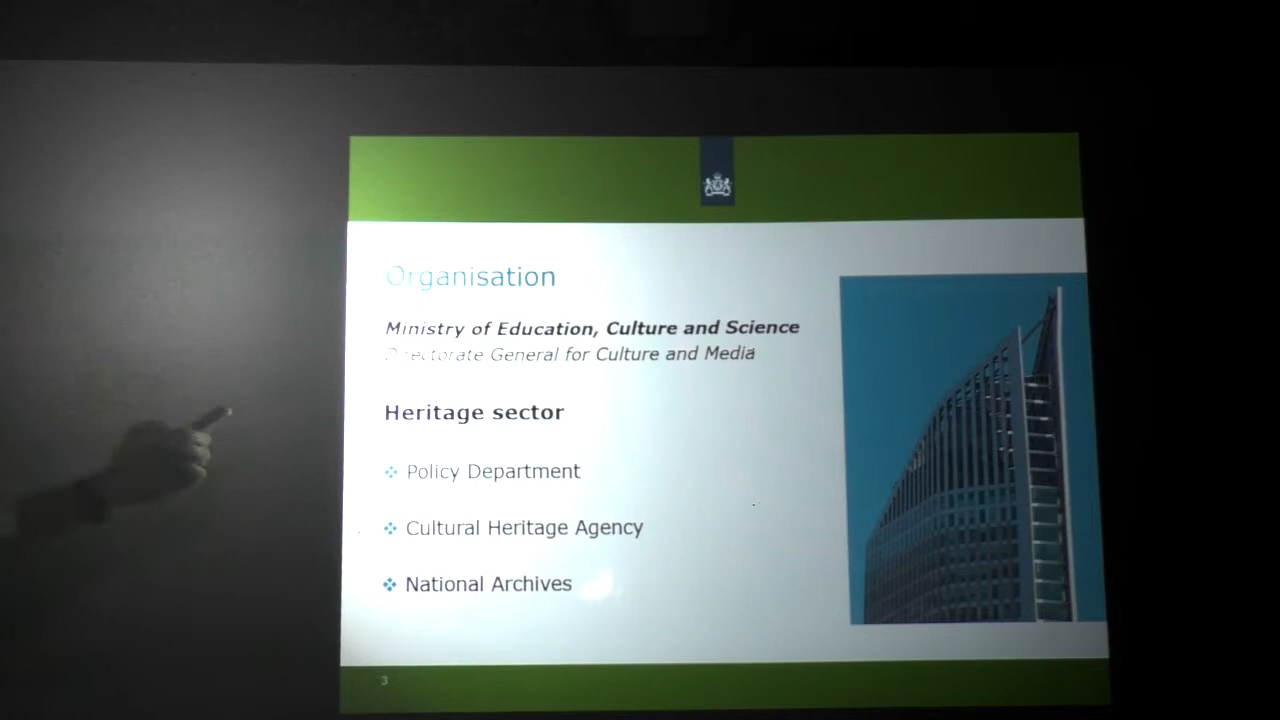 Organisation
Ministry of Education, Culture and Science
Directorate General for Culture and Media
Heritage sector
Policy Department
Cultural Heritage Agency
National Archives
3